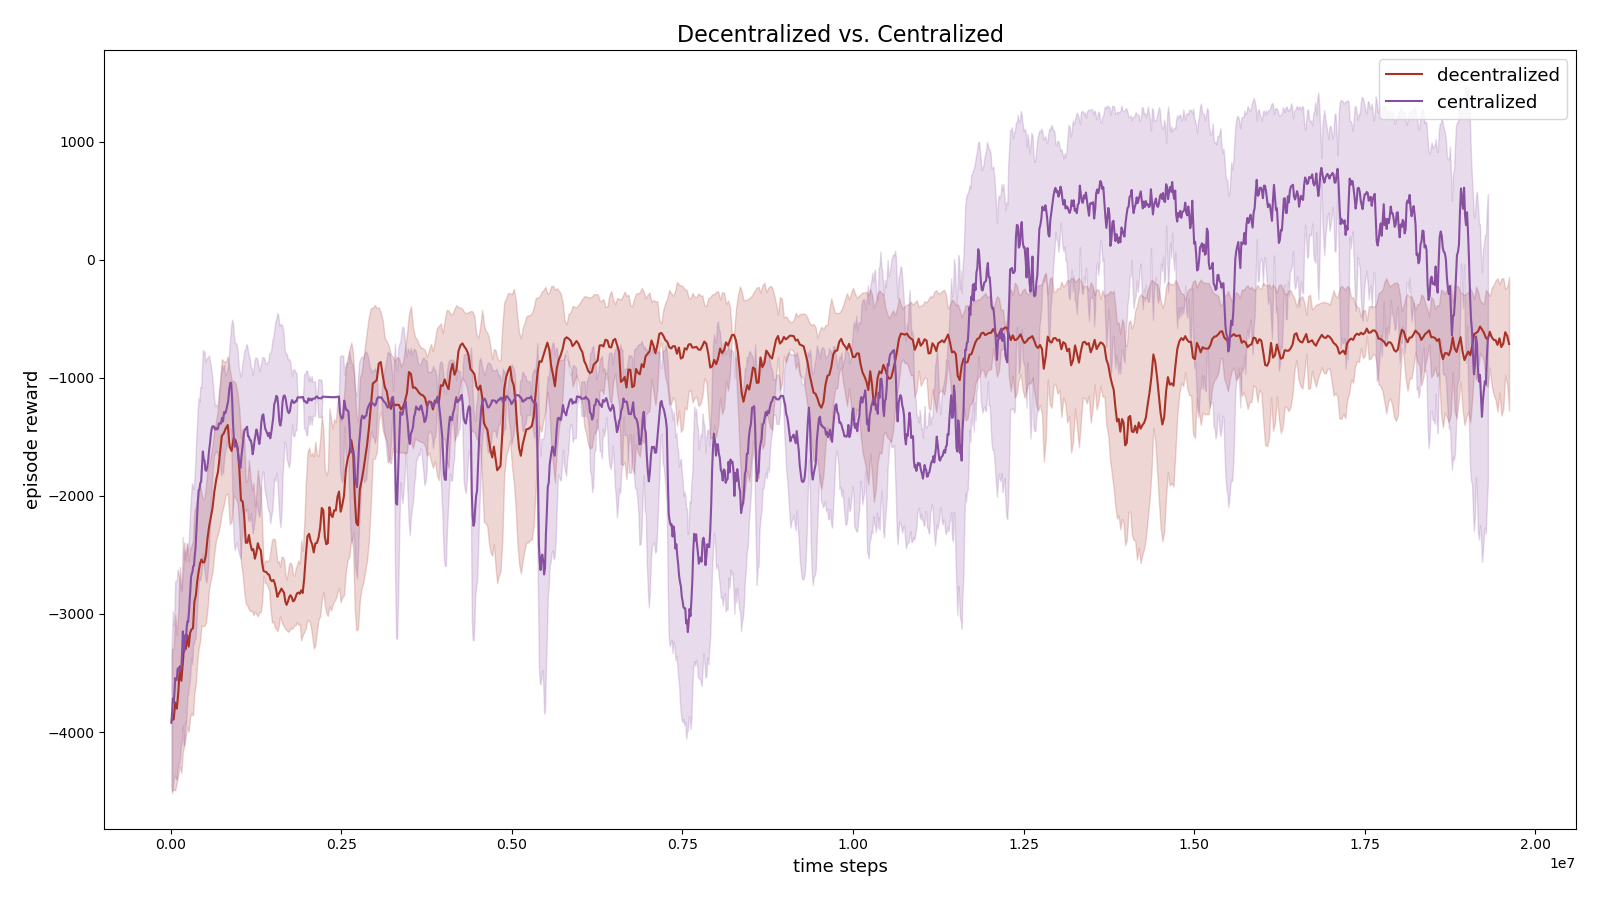 Decentralized vs. Centralized
decentralized
centralized
1000
0
−1000
−2000
−3000
−4000
episode reward
0.00 0.25 0.50 0.75 1.00 1.25 1.50 1.75 2.00
1e7
time steps